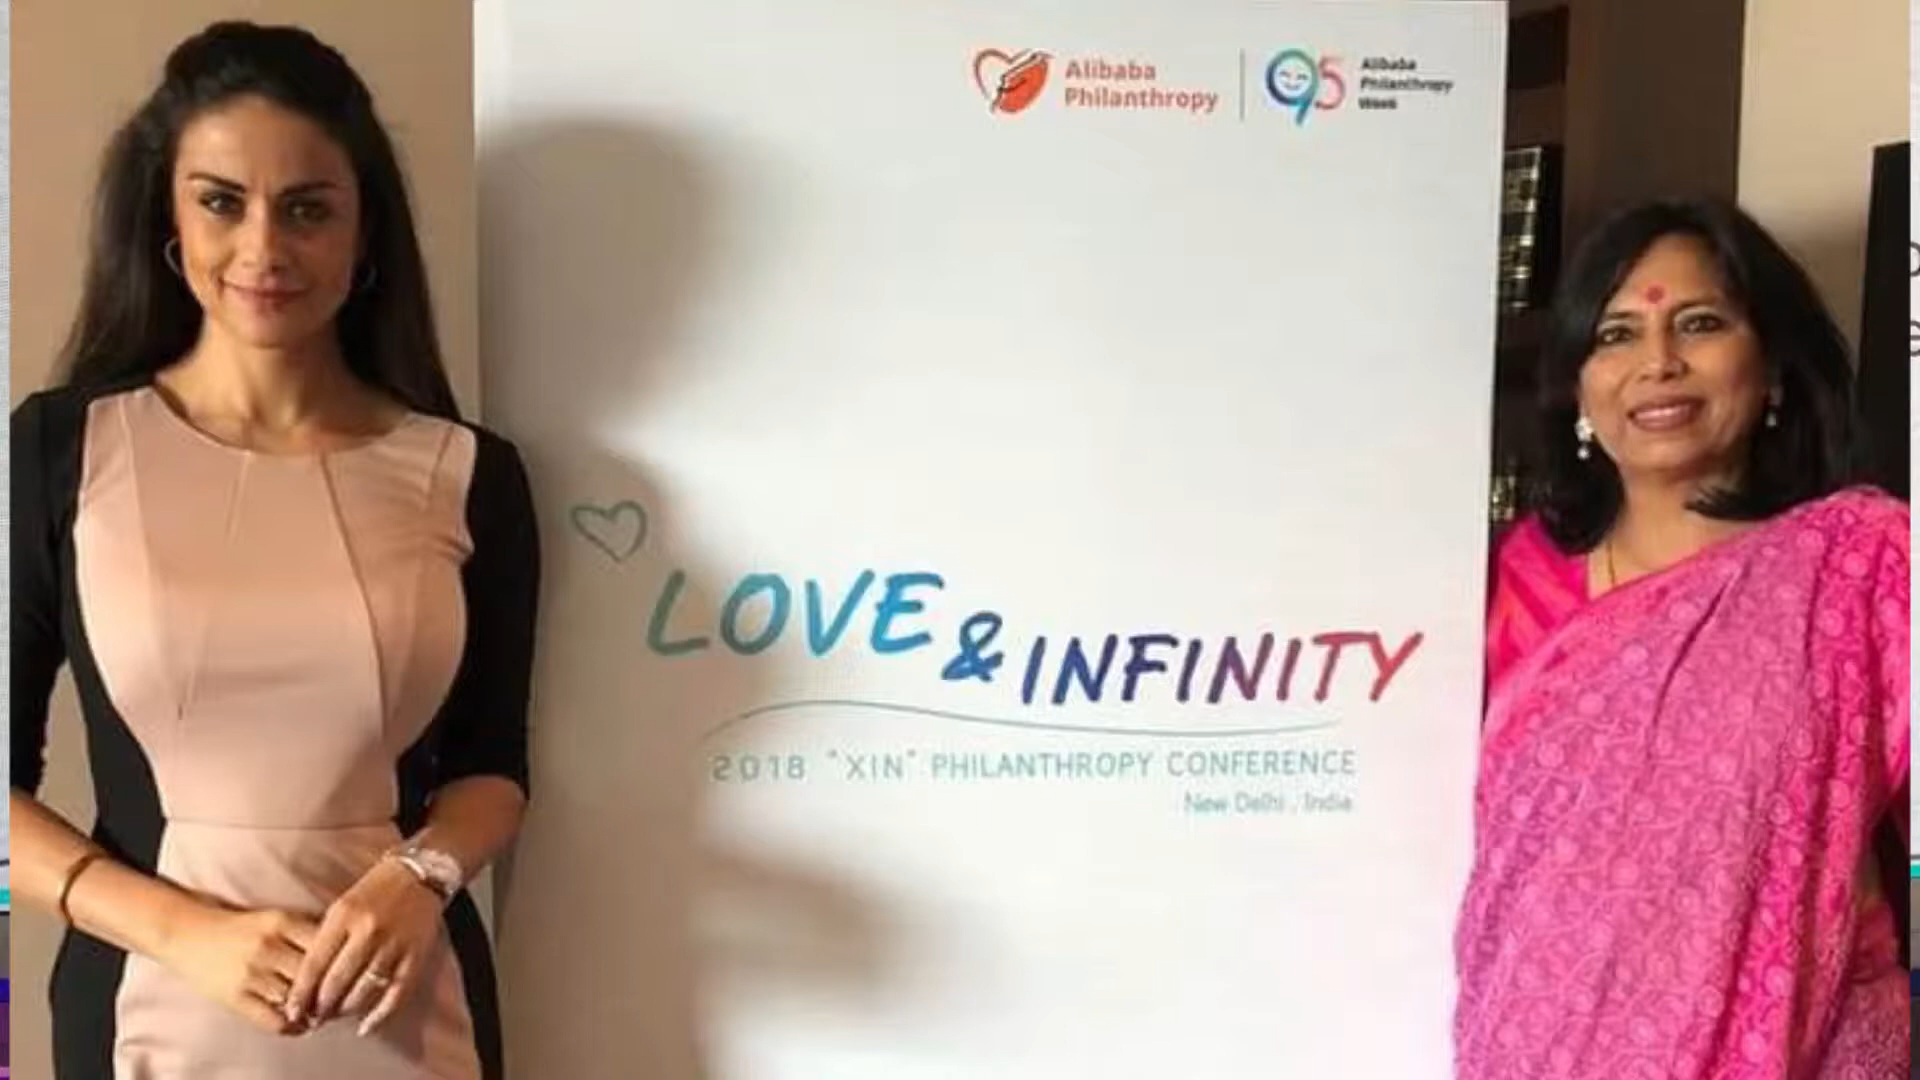 Alibaba
Philanthropy
95
Alibaba
Philanthropy
Week
LOVE & INFINITY
2018 "XIN" PHILANTHROPY CONFERENCE
New Delhi, India